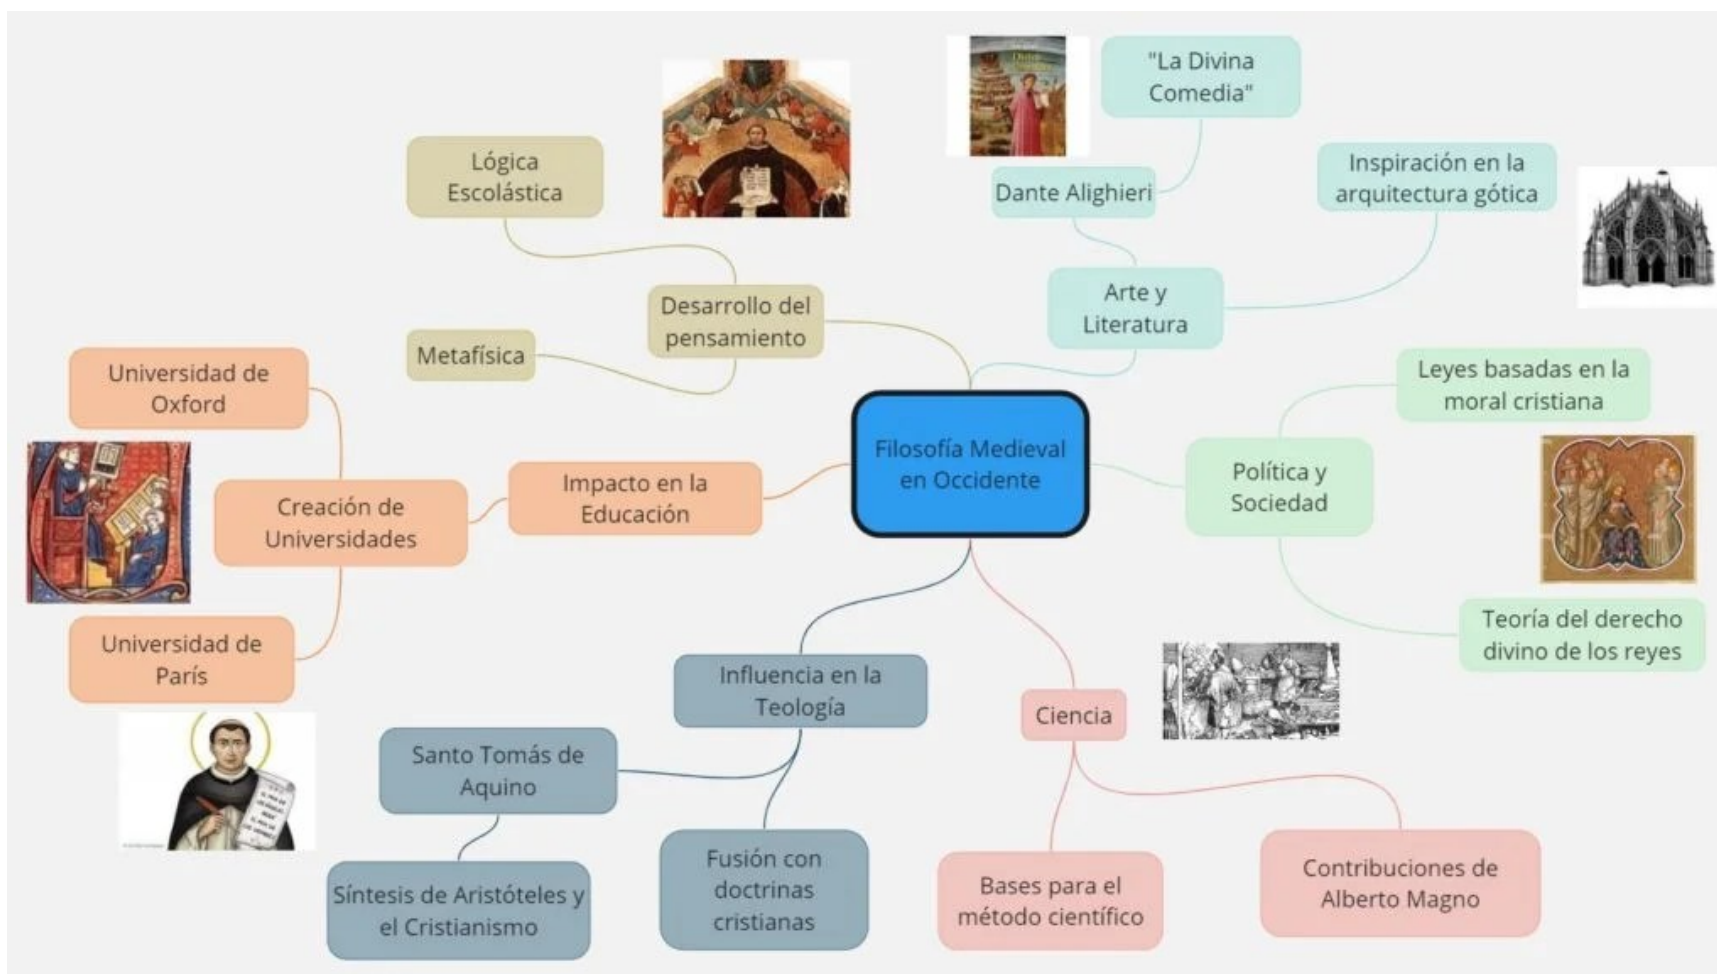 "La Divina
Comedia"
Lógica
Escolástica
Dante Alighieri
Inspiración en la
arquitectura gótica
Desarrollo del
pensamiento
Arte y
Literatura
Metafísica
Universidad de
Oxford
Leyes basadas en la
moral cristiana
Filosofía Medieval
en Occidente
Impacto en la
Educación
Creación de
Universidades
Política y
Sociedad
Universidad de
París
Teoría del derecho
divino de los reyes
Influencia en la
Teología
Ciencia
Santo Tomás de
Aquino
Síntesis de Aristóteles y
el Cristianismo
Fusión con
doctrinas
cristianas
Bases para el
método científico
Contribuciones de
Alberto Magno